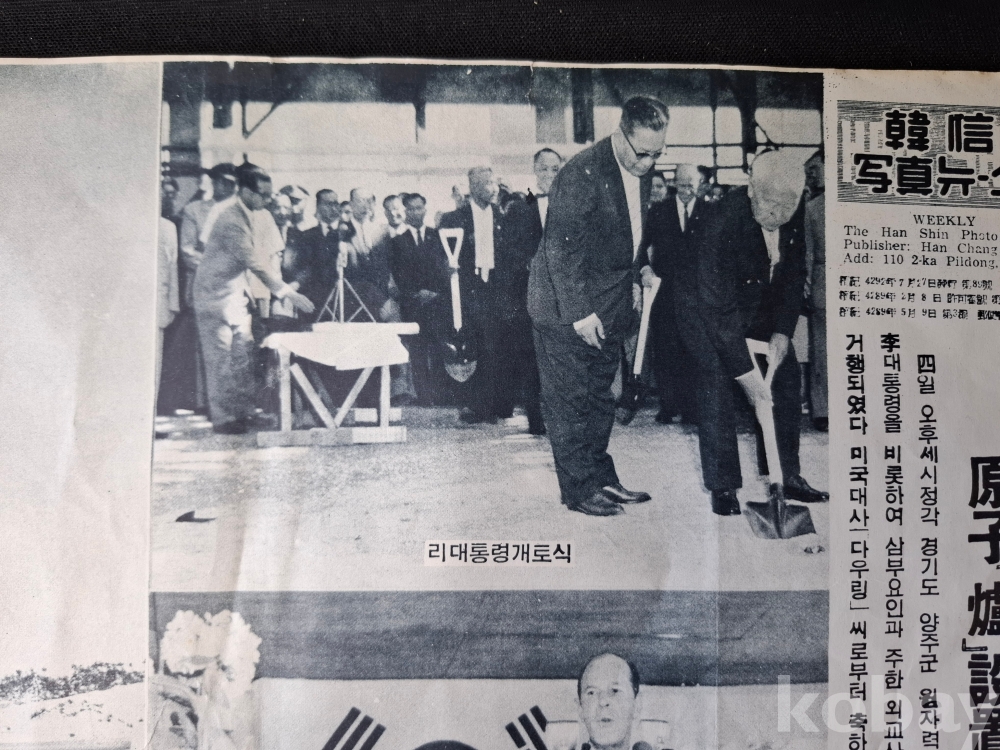 韓信
写真뉴·스
WEEKLY
The Han Shin Photo
Publisher: Han Chang
Add: 110 2-ka Pildong,
四일 오후세시정각 경기도 양주군
李대통령을 비롯하여 삼부요인과 주한외교사
거행되였다 미국대사「다우링」씨로부터 축하
原子爐」設置
리대통령개토식
kobay